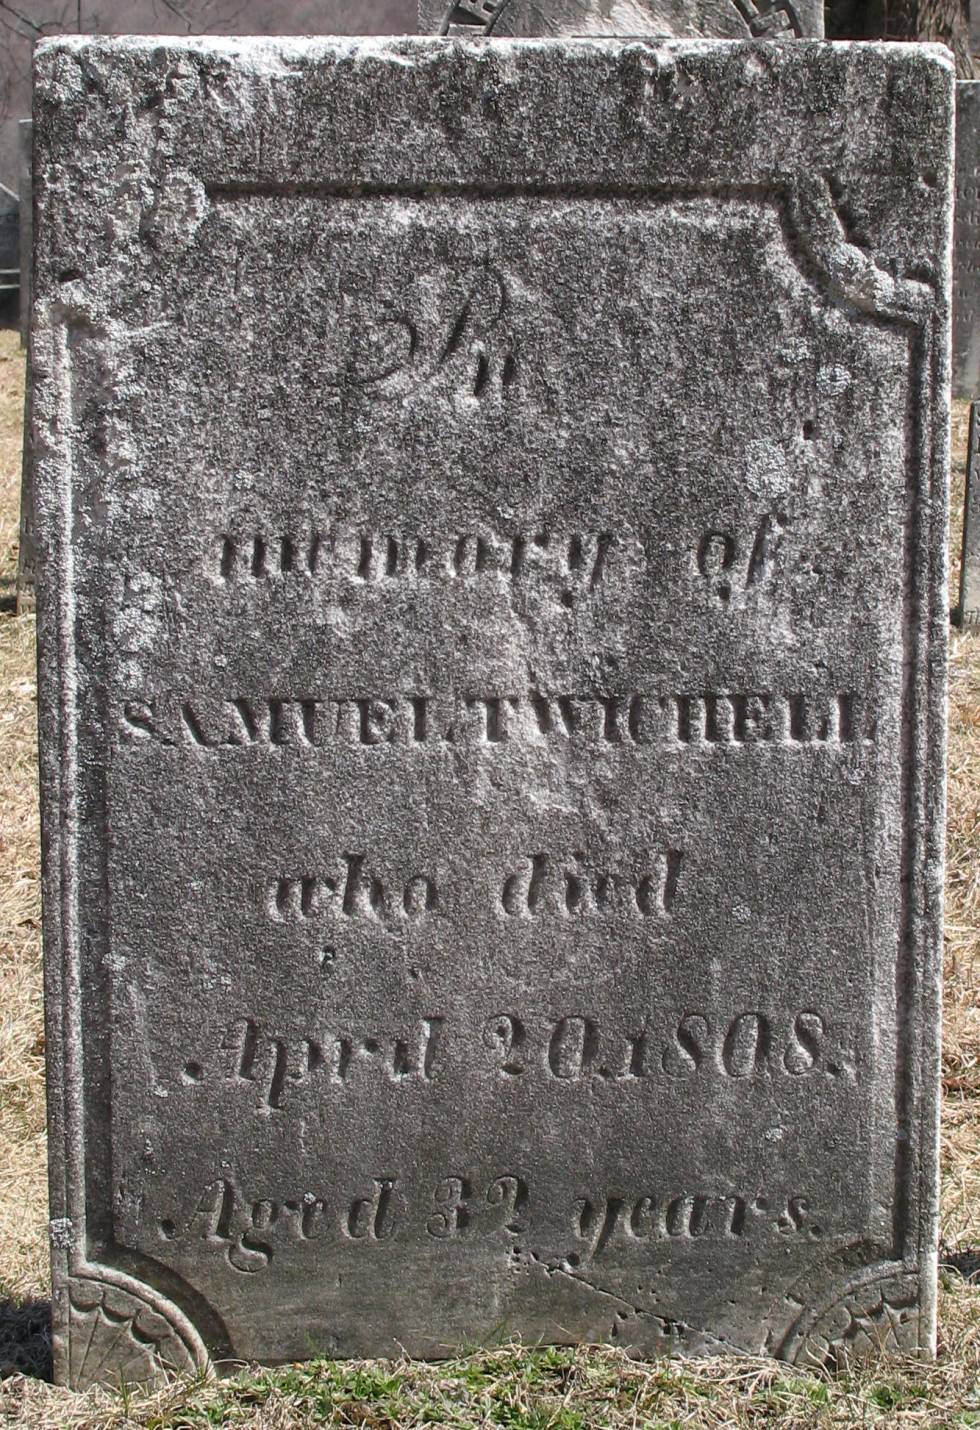 In
memory of
SAMUEL TWICHELL
who died
April 20.1808.
Aged 32 years.